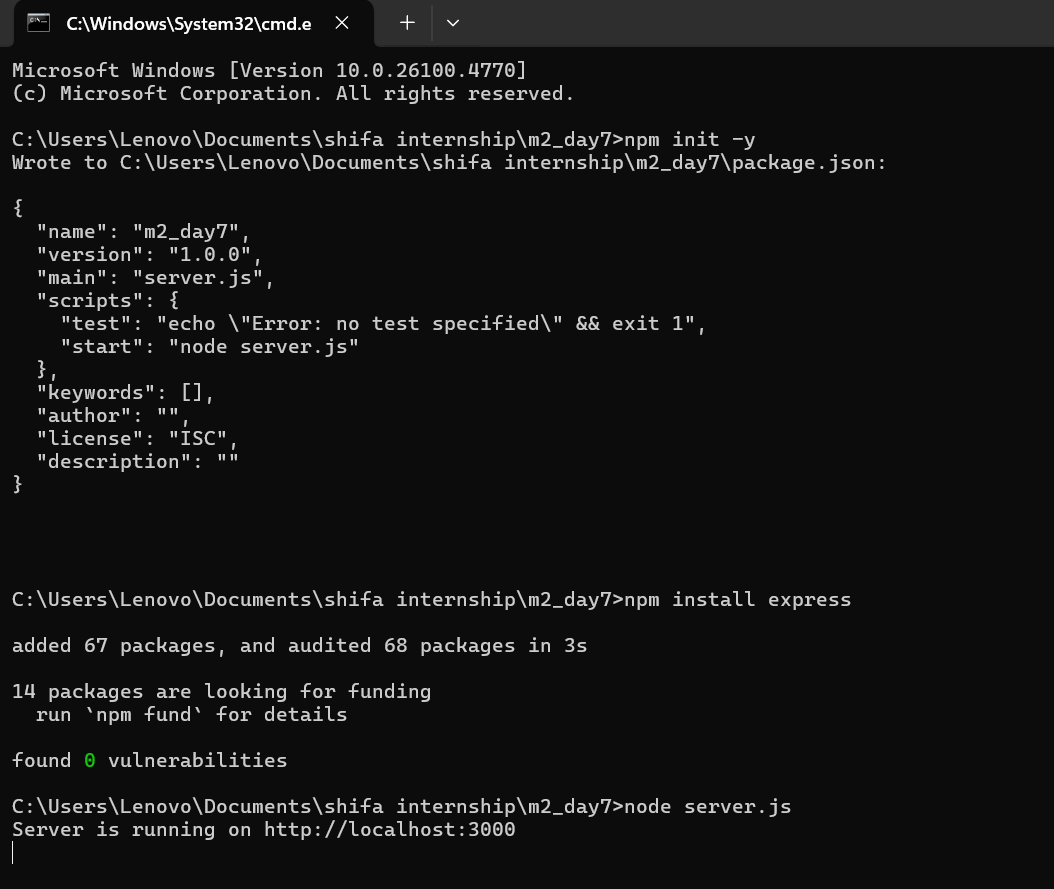 C:\Windows\System32\cmd.e
Microsoft Windows [Version 10.0.26100.4770]
(c) Microsoft Corporation. All rights reserved.
C:\Users\Lenovo\Documents\shifa internship\m2_day7>npm init -y
Wrote to C:\Users\Lenovo\Documents\shifa internship\m2_day7\package.json:
{
  "name": "m2_day7",
  "version": "1.0.0",
  "main": "server.js",
  "scripts": {
    "test": "echo \"Error: no test specified\" && exit 1",
    "start": "node server.js"
  },
  "keywords": [],
  "author": "",
  "license": "ISC",
  "description": ""
}
C:\Users\Lenovo\Documents\shifa internship\m2_day7>npm install express
added 67 packages, and audited 68 packages in 3s
14 packages are looking for funding
  run `npm fund` for details
found 0 vulnerabilities
C:\Users\Lenovo\Documents\shifa internship\m2_day7>node server.js
Server is running on http://localhost:3000